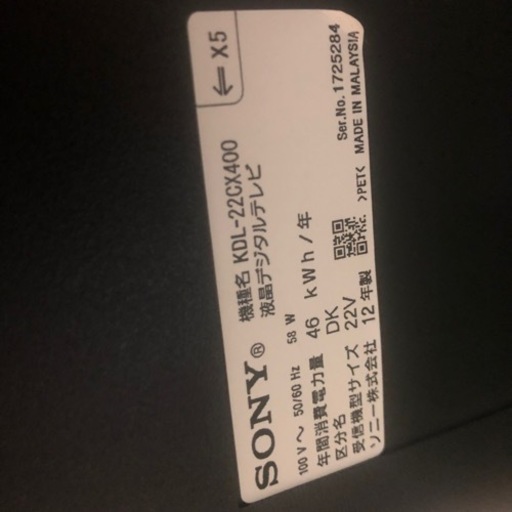 ⇐ X5
SONY® 機種名 KDL-22CX400
液晶デジタルテレビ
100V～ 50/60 Hz 58 W
年間消費電力量 46 kWh/年
区分名 DK
受信機型サイズ 22V
ソニー株式会社 12年製 >PET<
Ser.No. 1725284
MADE IN MALAYSIA